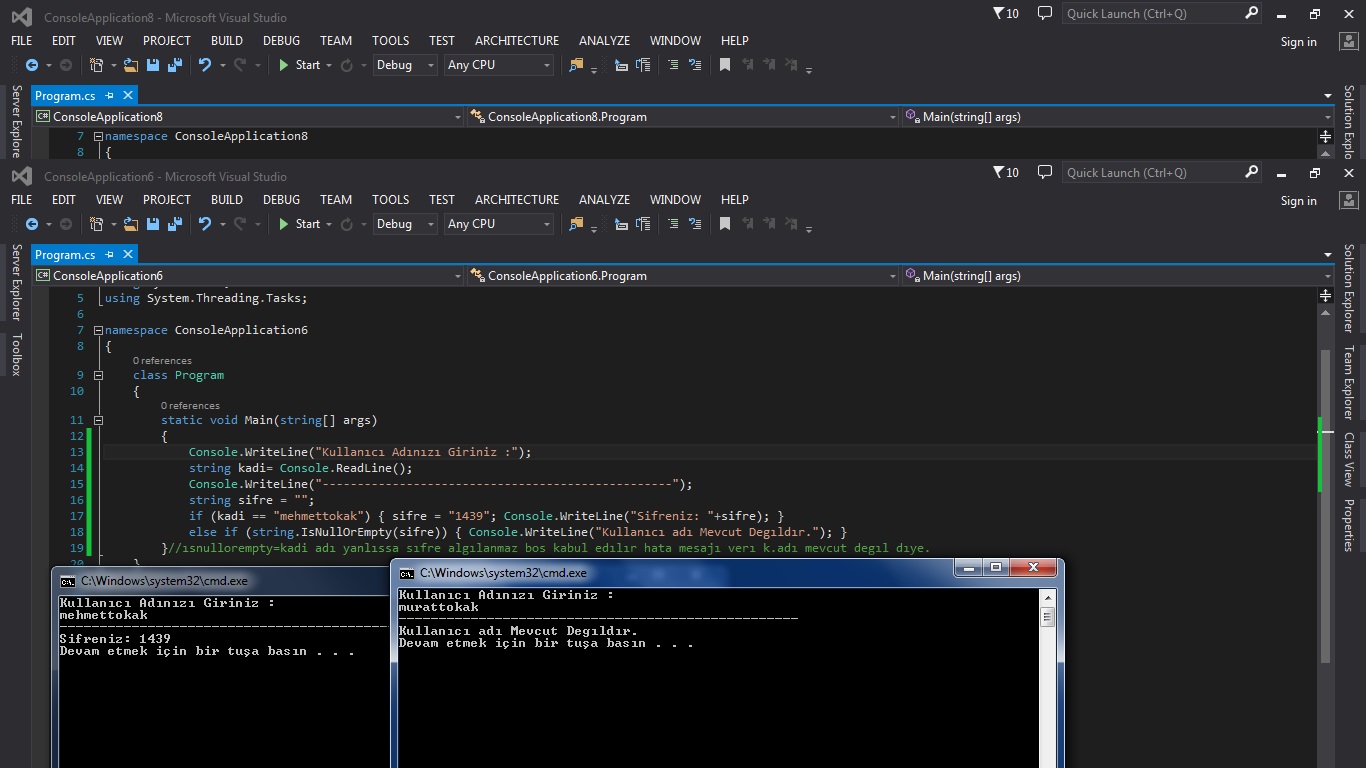 ConsoleApplication8 - Microsoft Visual Studio
10
Quick Launch (Ctrl+Q)
FILE EDIT VIEW PROJECT BUILD DEBUG TEAM TOOLS TEST ARCHITECTURE ANALYZE WINDOW HELP
Sign in
Start Debug Any CPU
Server Explore
Program.cs
Solution Explo
C# ConsoleApplication8
ConsoleApplication8.Program
Main(string[] args)
7 namespace ConsoleApplication8
8 {
ConsoleApplication6 - Microsoft Visual Studio
10
Quick Launch (Ctrl+Q)
FILE EDIT VIEW PROJECT BUILD DEBUG TEAM TOOLS TEST ARCHITECTURE ANALYZE WINDOW HELP
Sign in
Start Debug Any CPU
Server Explorer
Toolbox
Program.cs
Solution Explorer
Team Explorer
Class View
Properties
C# ConsoleApplication6
ConsoleApplication6.Program
Main(string[] args)
5 using System.Threading.Tasks;
6
7 namespace ConsoleApplication6
8 {
0 references
9 class Program
10 {
0 references
11 static void Main(string[] args)
12 {
13 Console.WriteLine("Kullanıcı Adınızı Giriniz :");
14 string kadi= Console.ReadLine();
15 Console.WriteLine("--------------------------------------------------");
16 string sifre = "";
17 if (kadi == "mehmettokak") { sifre = "1439"; Console.WriteLine("Sifreniz: "+sifre); }
18 else if (string.IsNullOrEmpty(sifre)) { Console.WriteLine("Kullanıcı adı Mevcut Degıldır."); }
19 }//ısnullorempty=kadi adı yanlıssa sıfre algılanmaz bos kabul edılır hata mesajı verı k.adı mevcut degıl dıye.
20 }
C:\Windows\system32\cmd.exe
Kullanıcı Adınızı Giriniz :
mehmettokak
--------------------------------------------------
Sifreniz: 1439
Devam etmek için bir tuşa basın . . .
C:\Windows\system32\cmd.exe
Kullanıcı Adınızı Giriniz :
murattokak
--------------------------------------------------
Kullanıcı adı Mevcut Degıldır.
Devam etmek için bir tuşa basın . . .